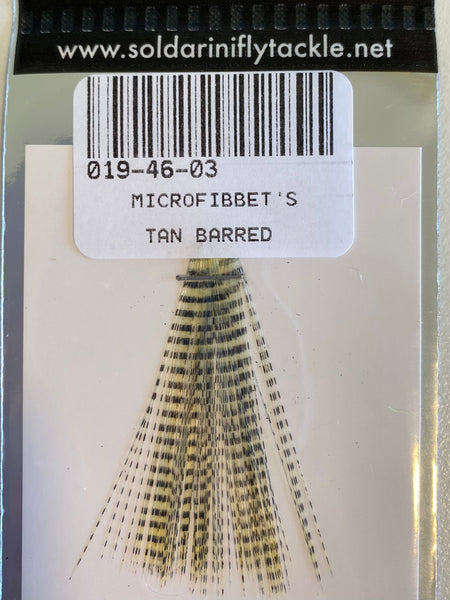 www.soldariniflytackle.net
019-46-03
MICROFIBBET'S
TAN BARRED